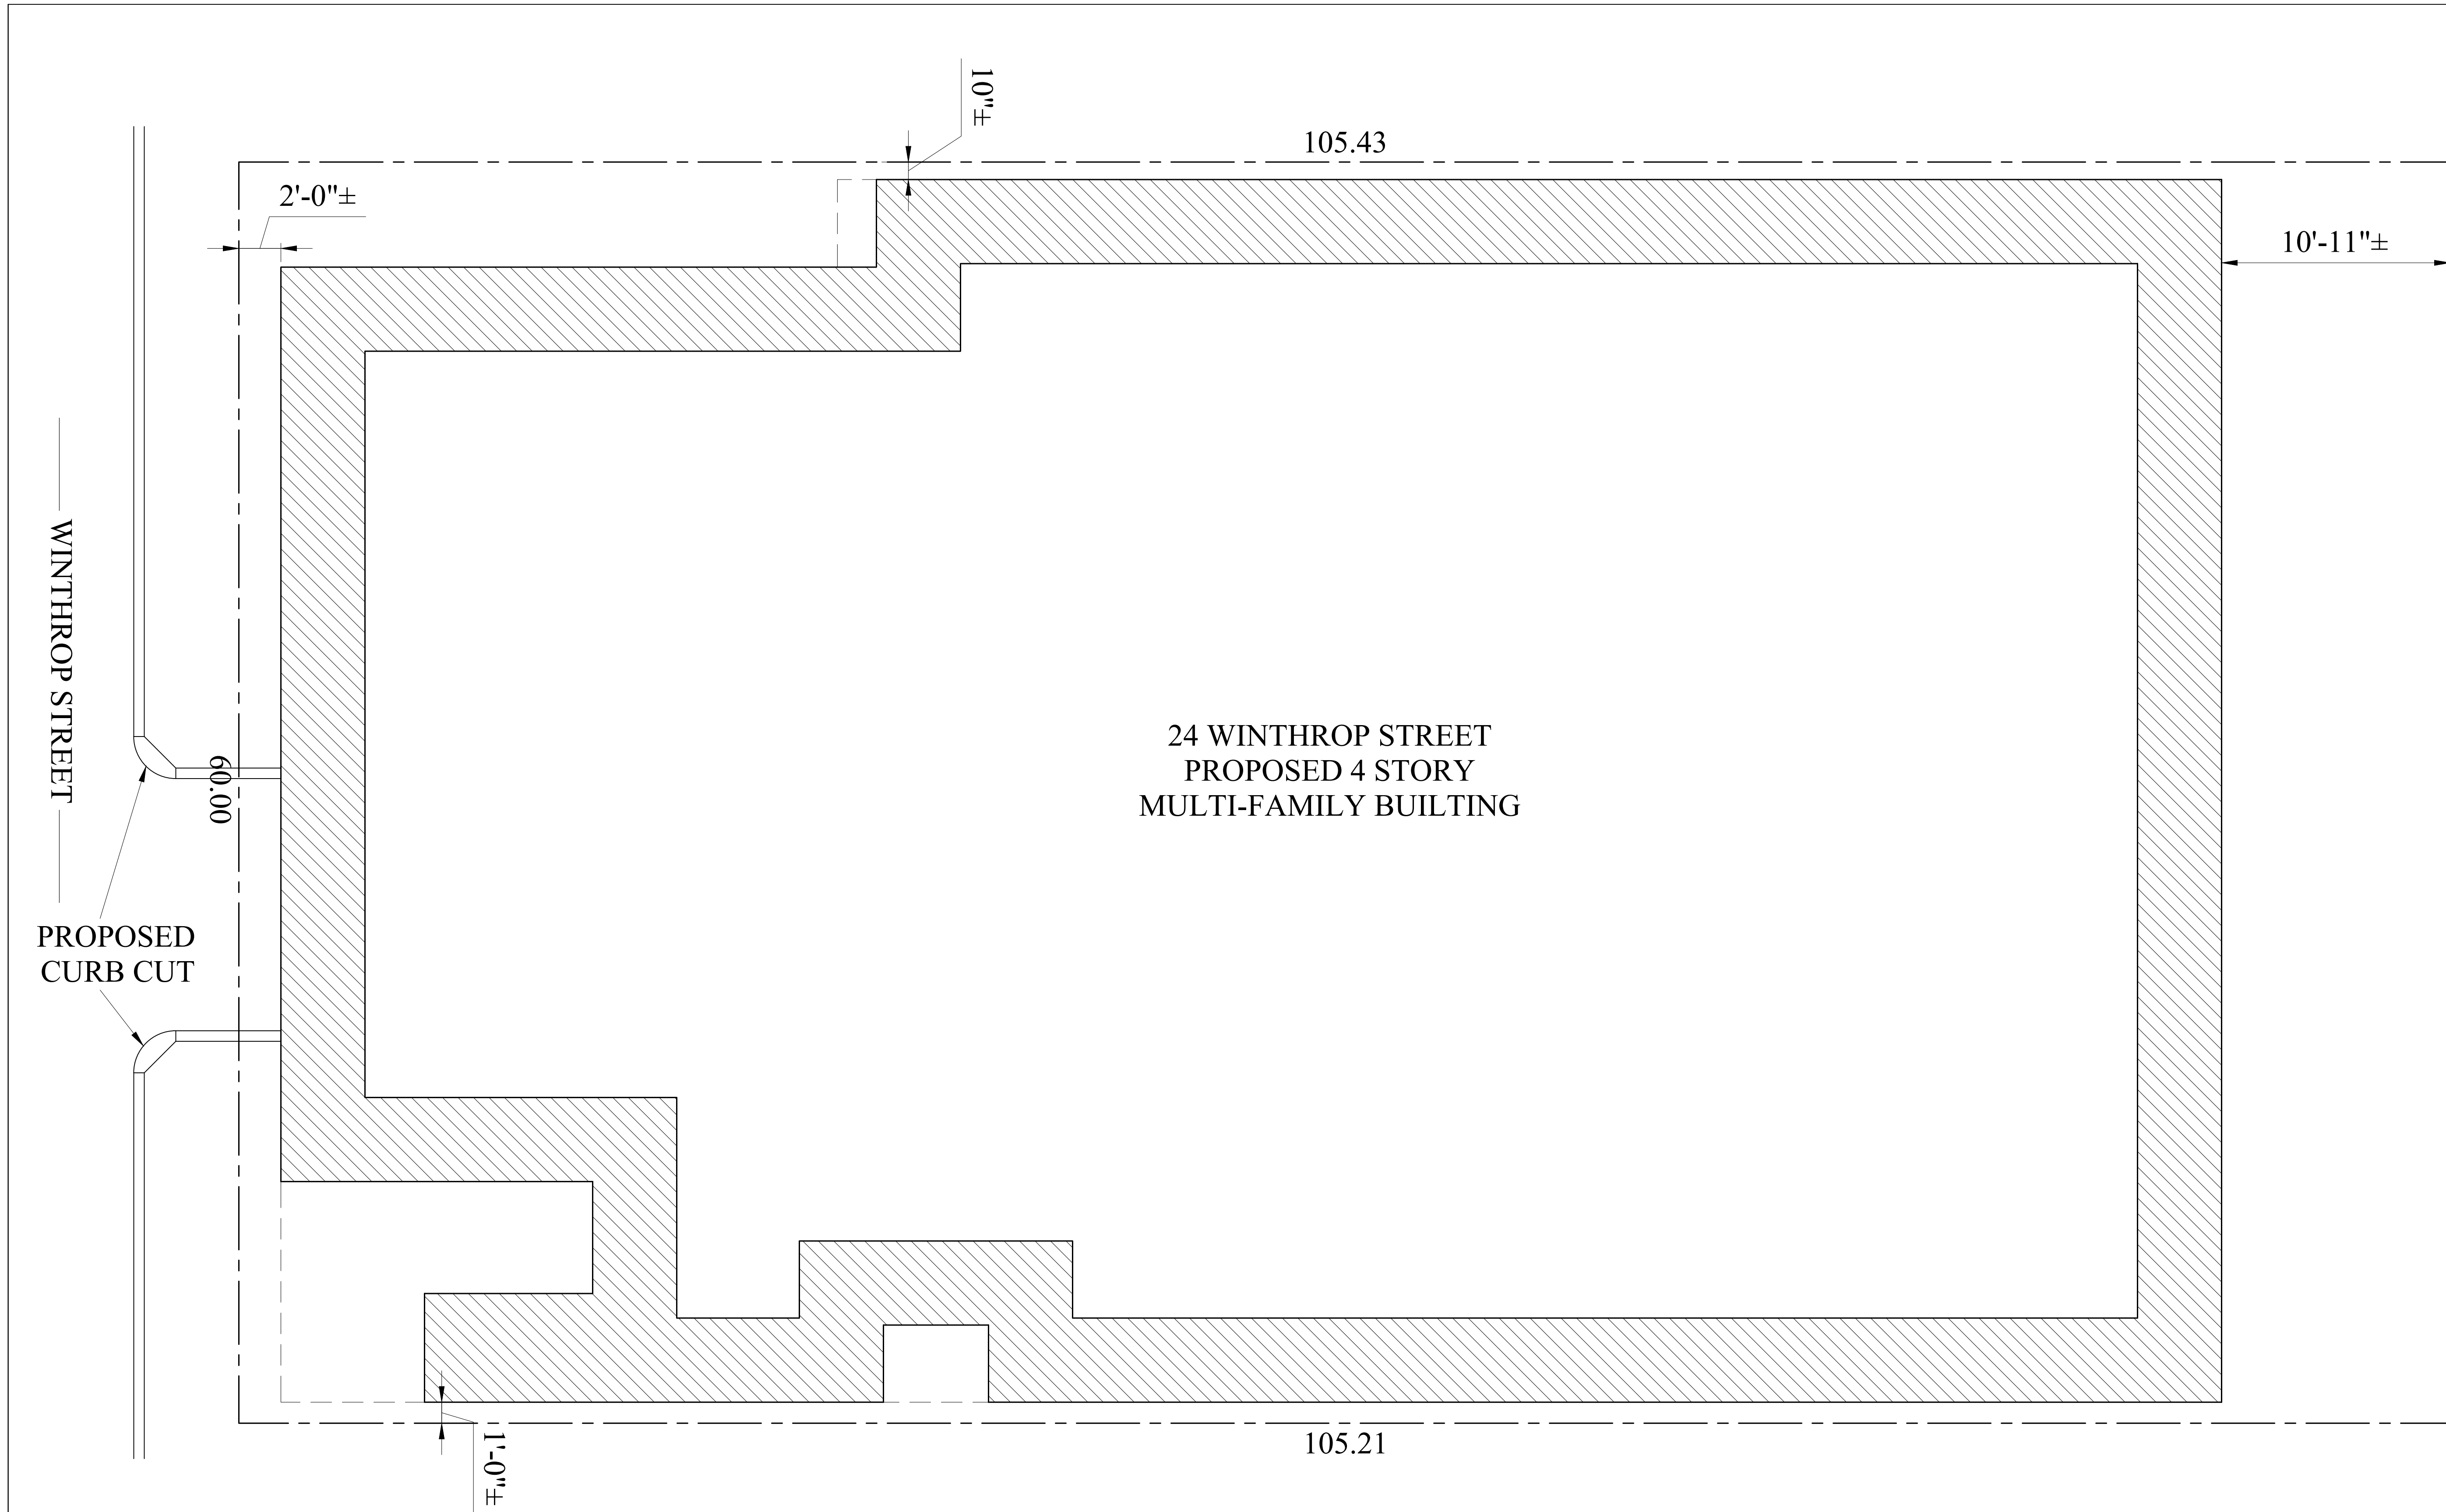 10"±
105.43
2'-0"±
10'-11"±
WINTHROP STREET
60.00
24 WINTHROP STREET
PROPOSED 4 STORY
MULTI-FAMILY BUILTING
PROPOSED
CURB CUT
105.21
1'-0"±